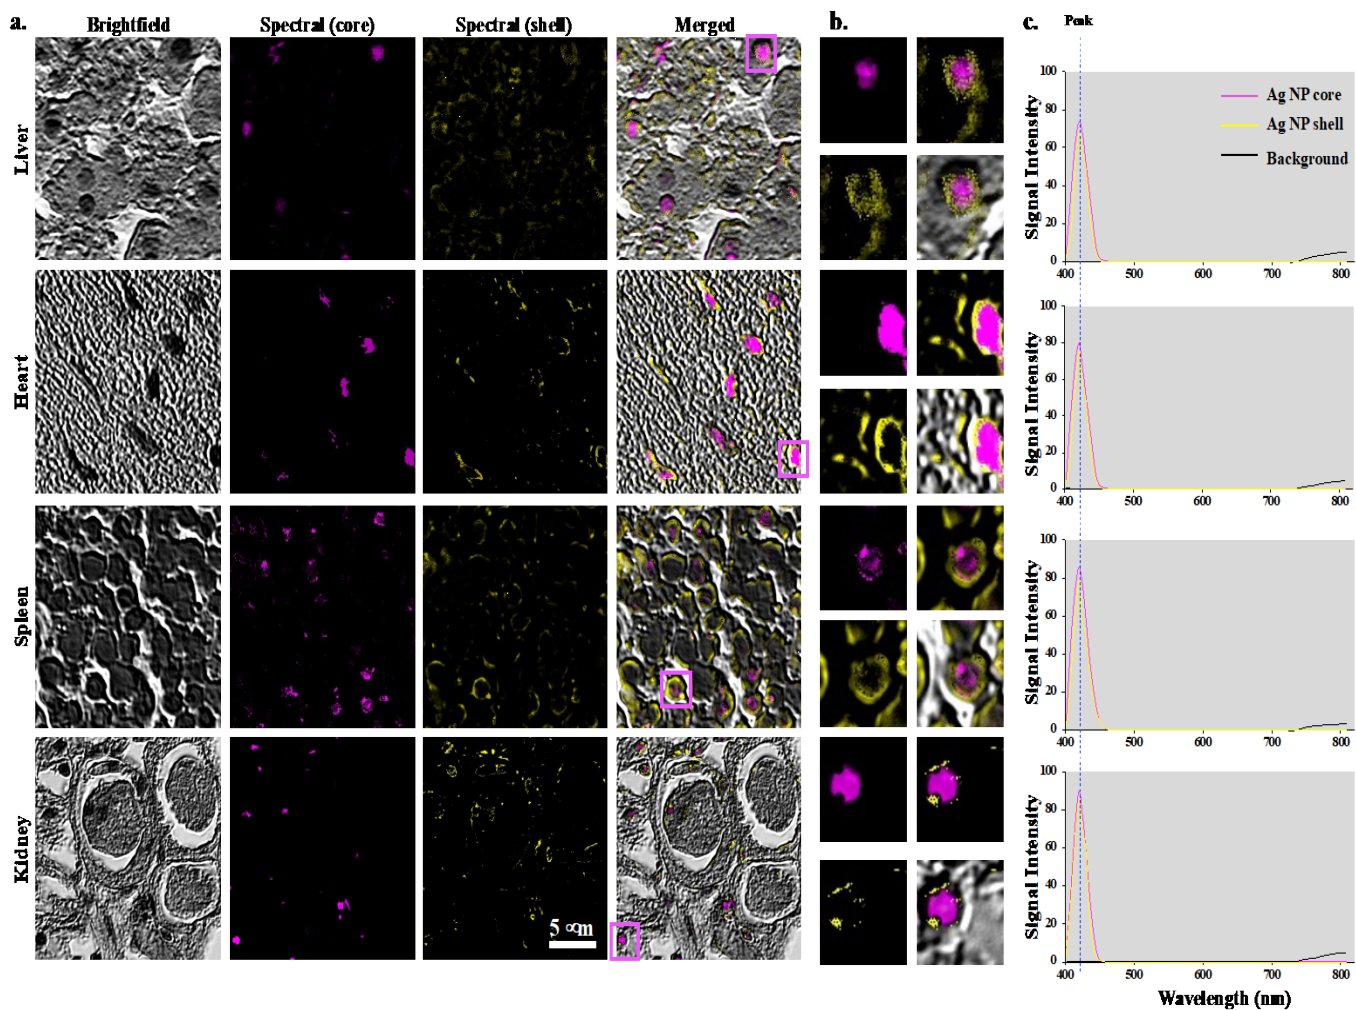 a.
Brightfield
Spectral (core)
Spectral (shell)
Merged
b.
c.
Peak
Liver
Heart
Spleen
Kidney
5 ∝m
Signal Intensity
100
80
60
40
20
0
400
500
600
700
800
Ag NP core
Ag NP shell
Background
Signal Intensity
100
80
60
40
20
0
400
500
600
700
800
Signal Intensity
100
80
60
40
20
0
400
500
600
700
800
Signal Intensity
100
80
60
40
20
0
400
500
600
700
800
Wavelength (nm)